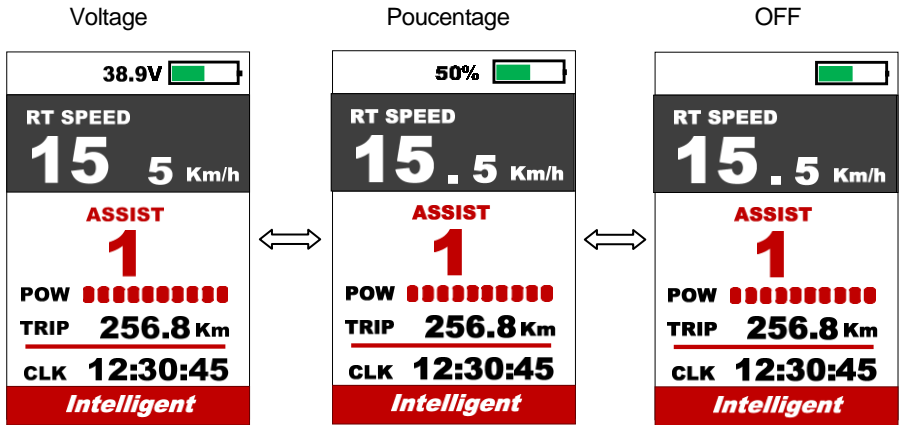 Voltage
38.9V
RT SPEED
15 5 Km/h
ASSIST
1
POW
TRIP 256.8 Km
CLK 12:30:45
Intelligent
Poucentage
50%
RT SPEED
15.5 Km/h
ASSIST
1
POW
TRIP 256.8 Km
CLK 12:30:45
Intelligent
OFF
RT SPEED
15.5 Km/h
ASSIST
1
POW
TRIP 256.8 Km
CLK 12:30:45
Intelligent